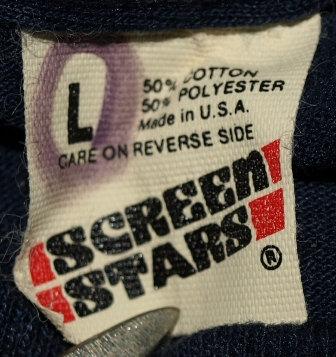 L
50% COTTON
50% POLYESTER
Made in U.S.A.
CARE ON REVERSE SIDE
SCREEN
STARS
®